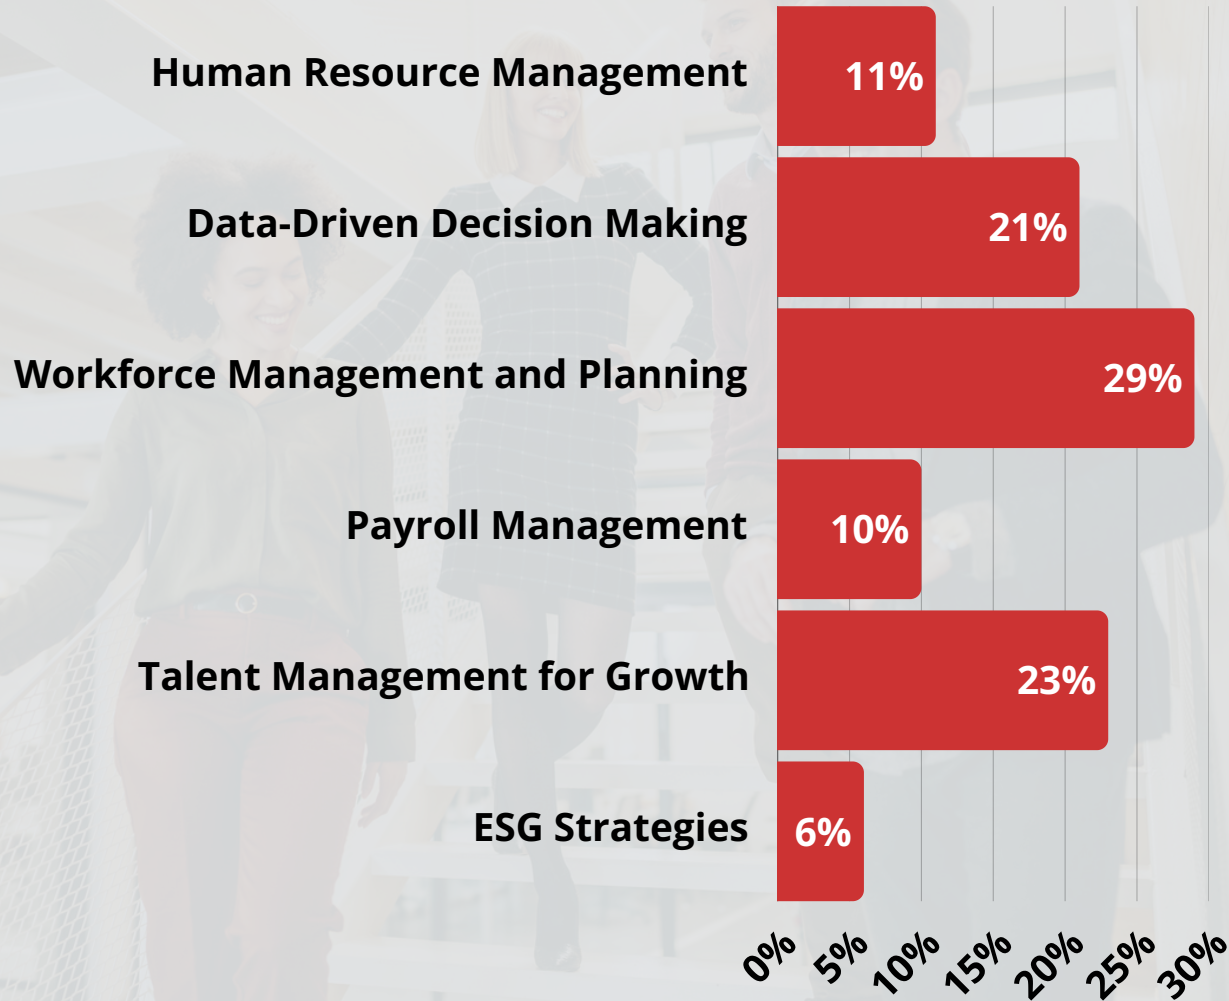 Human Resource Management 11%
Data-Driven Decision Making 21%
Workforce Management and Planning 29%
Payroll Management 10%
Talent Management for Growth 23%
ESG Strategies 6%
0% 5% 10% 15% 20% 25% 30%